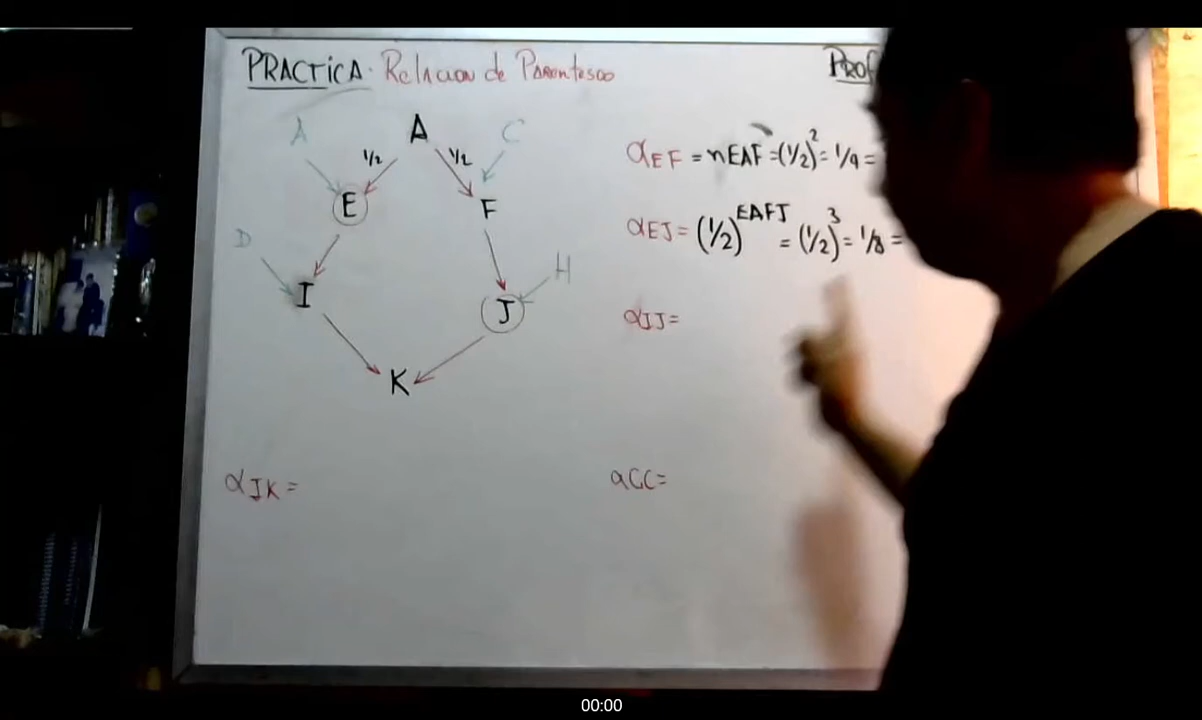 PRACTICA. Relacion de Parentesco
PROF
A A C
1/2 1/2
E F
D H
I J
K
αEF = nEAF = (1/2)² = 1/4 =
αEJ = (1/2)^EAFJ = (1/2)³ = 1/8 =
αIJ =
αJK =
αCC =
00:00